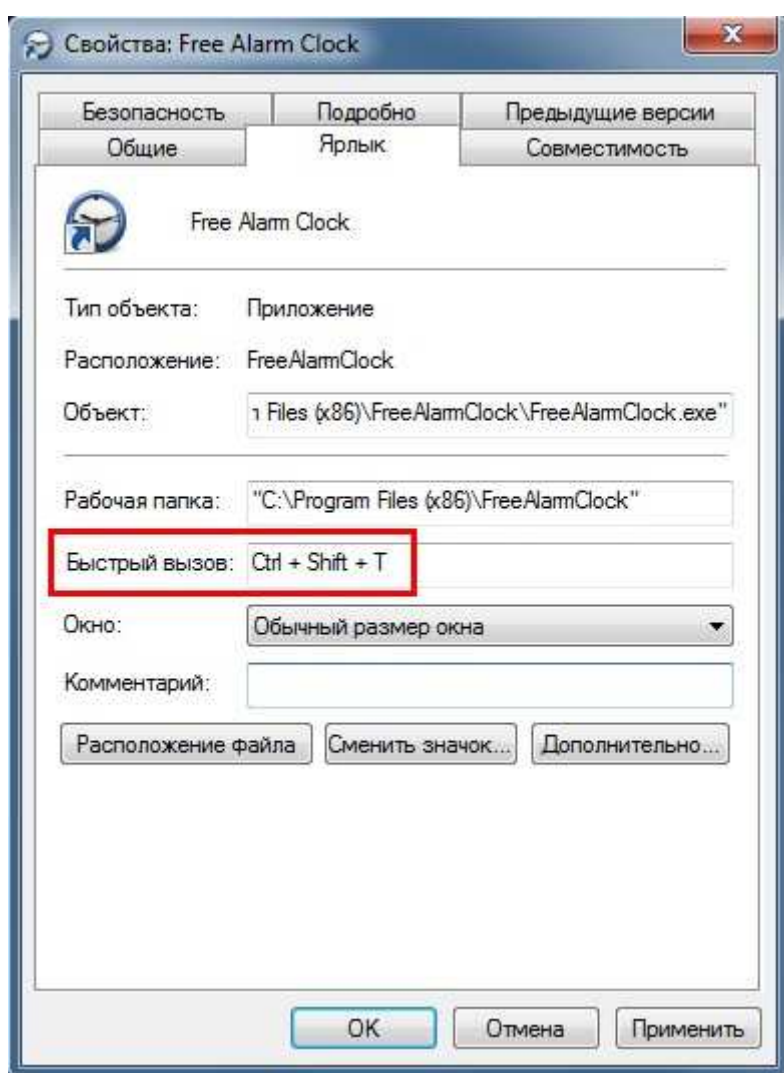 Свойства: Free Alarm Clock
Безопасность Подробно Предыдущие версии
Общие Ярлык Совместимость
Free Alarm Clock
Тип объекта: Приложение
Расположение: FreeAlarmClock
Объект: Files (x86)\FreeAlarmClock\FreeAlarmClock.exe"
Рабочая папка: "C:\Program Files (x86)\FreeAlarmClock"
Быстрый вызов: Ctrl + Shift + T
Окно: Обычный размер окна
Комментарий:
Расположение файла Сменить значок... Дополнительно...
OK Отмена Применить